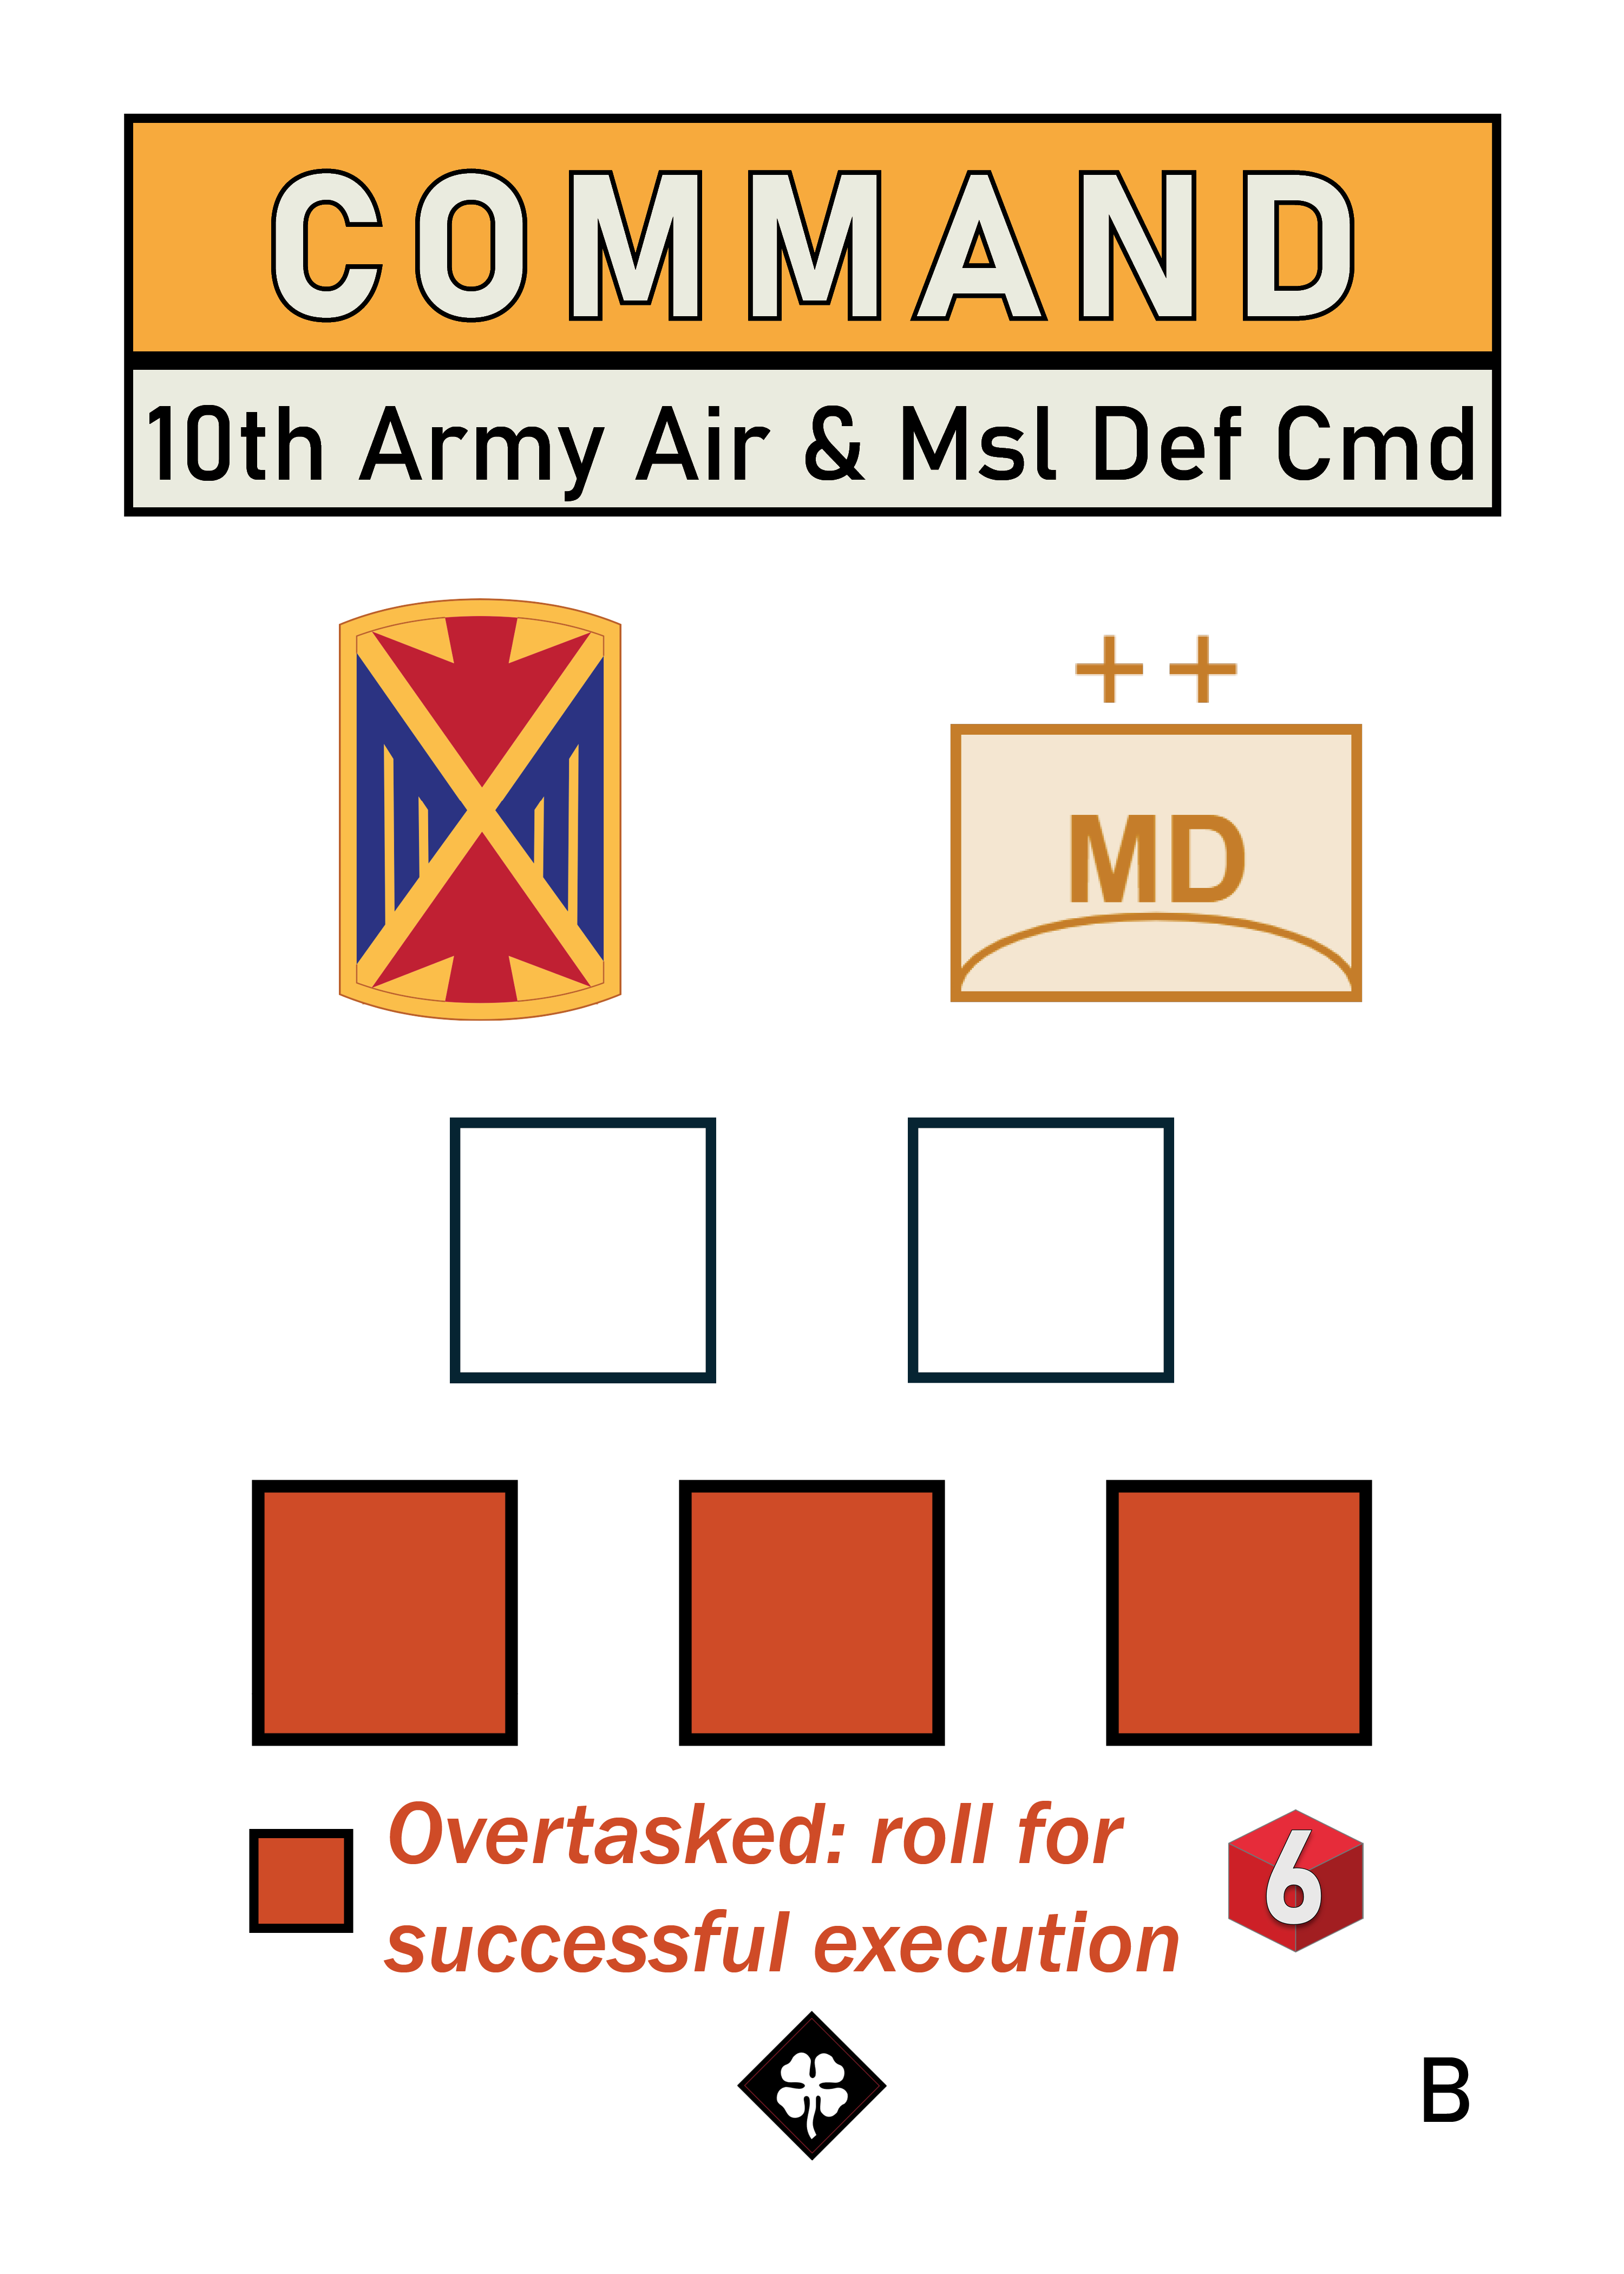 COMMAND
10th Army Air & Msl Def Cmd
++
MD
Overtasked: roll for
successful execution
6
B